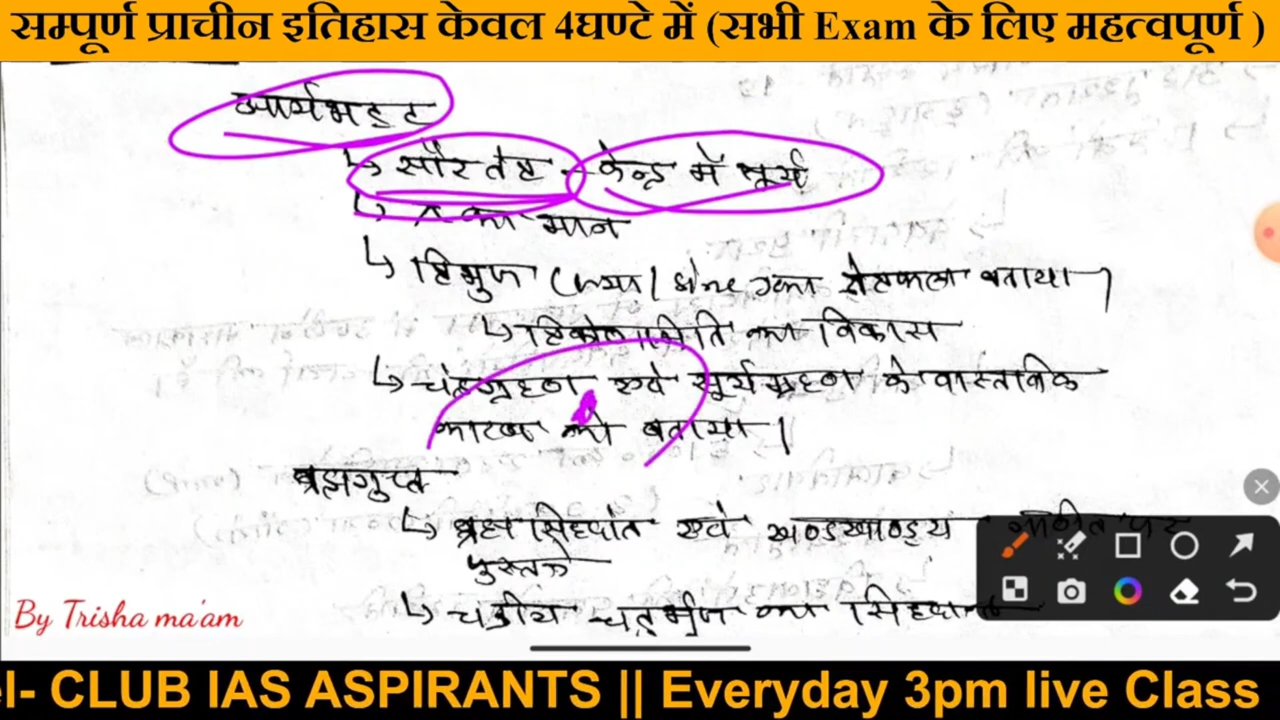 सम्पूर्ण प्राचीन इतिहास केवल 4घण्टे में (सभी Exam के लिए महत्वपूर्ण )
आर्यभट्ट
↳ सौर तंत्र - केन्द्र में सूर्य
↳ π का मान
↳ त्रिभुज (ज्या / sine) का क्षेत्रफल बताया।
↳ त्रिकोणमिति का विकास
↳ चंद्रग्रहण एवं सूर्यग्रहण के वास्तविक
कारण को बताया।
ब्रह्मगुप्त
↳ ब्रह्म सिद्धांत एवं खण्डखाण्ड्य गणित पर
पुस्तक
↳ चक्रीय चतुर्भुज का सिद्धान्त
By Trisha ma'am
el- CLUB IAS ASPIRANTS || Everyday 3pm live Class